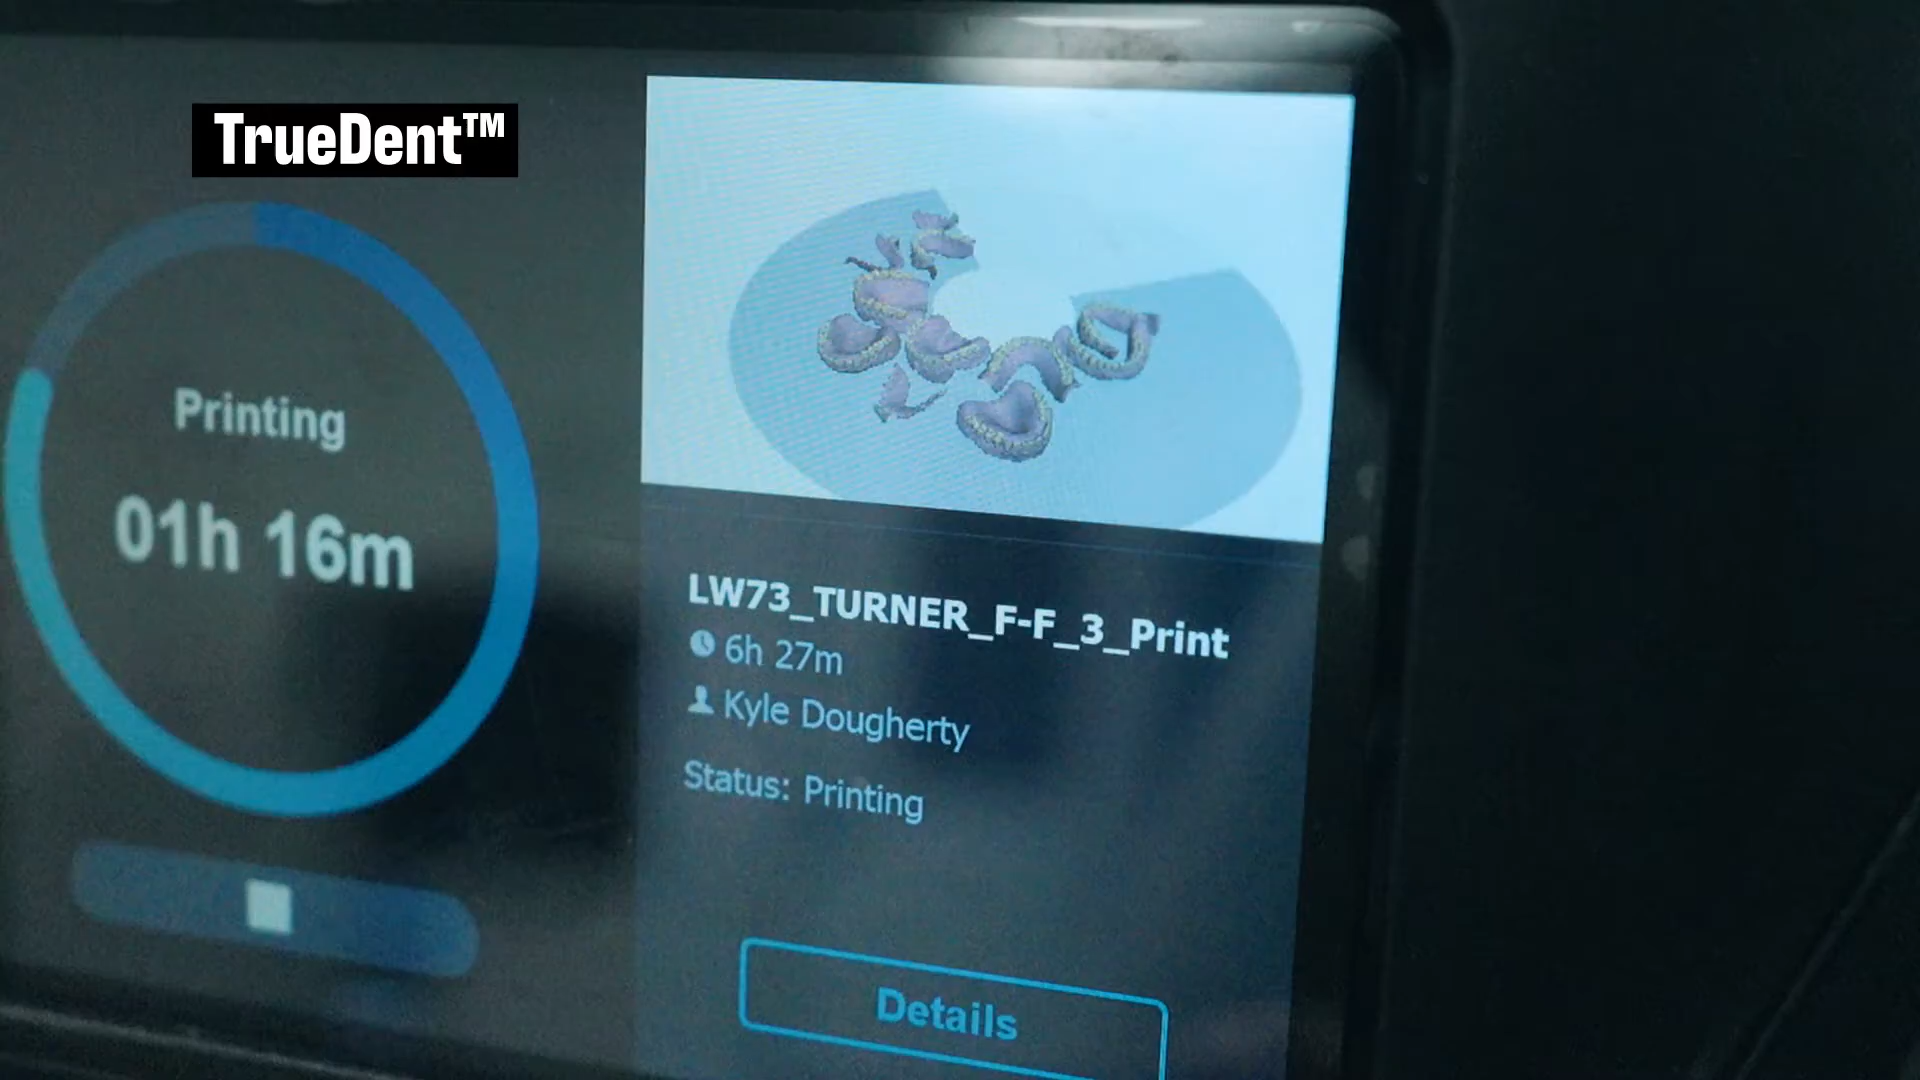 TrueDent™
Printing
01h 16m
LW73_TURNER_F-F_3_Print
6h 27m
Kyle Dougherty
Status: Printing
Details